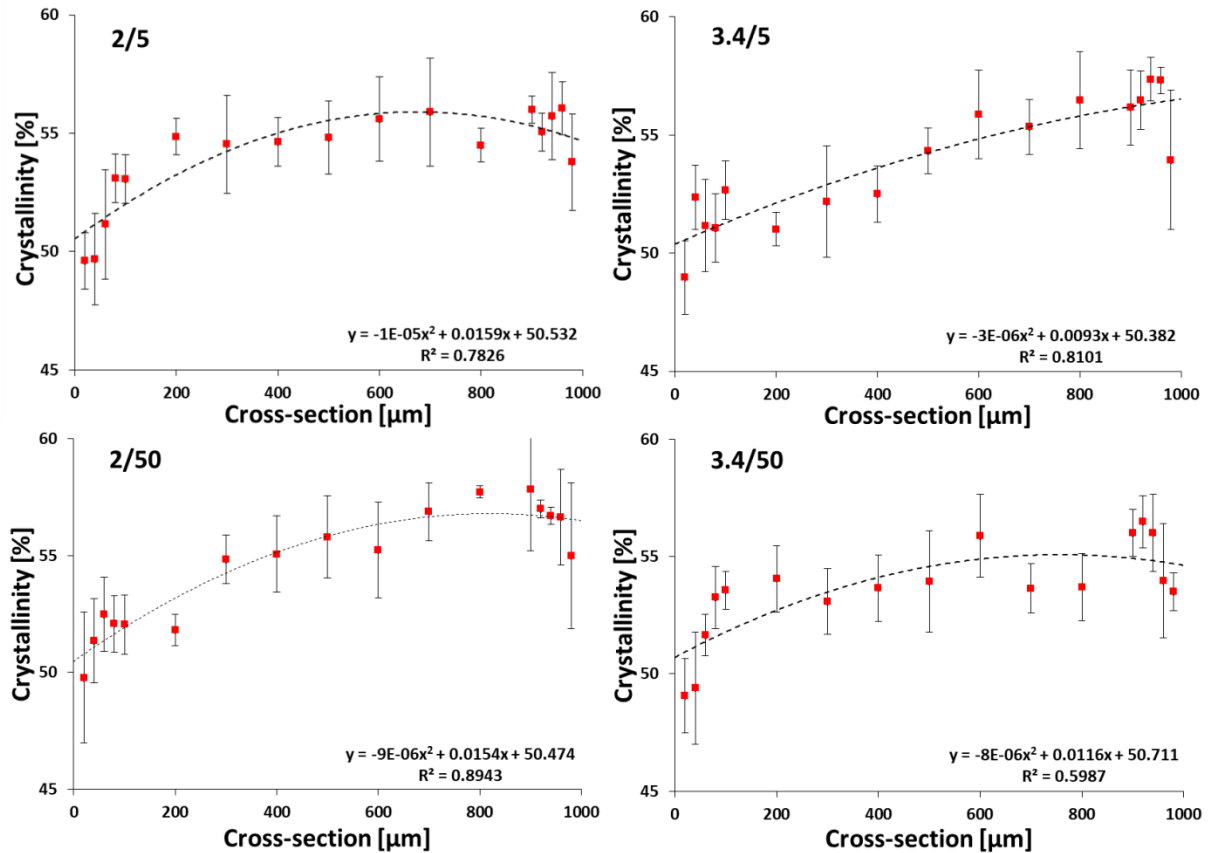 2/5
Crystallinity [%]
60
55
50
45
0 200 400 600 800 1000
Cross-section [µm]
y = -1E-05x² + 0.0159x + 50.532
R² = 0.7826
3.4/5
Crystallinity [%]
60
55
50
45
0 200 400 600 800 1000
Cross-section [µm]
y = -3E-06x² + 0.0093x + 50.382
R² = 0.8101
2/50
Crystallinity [%]
60
55
50
45
0 200 400 600 800 1000
Cross-section [µm]
y = -9E-06x² + 0.0154x + 50.474
R² = 0.8943
3.4/50
Crystallinity [%]
60
55
50
45
0 200 400 600 800 1000
Cross-section [µm]
y = -8E-06x² + 0.0116x + 50.711
R² = 0.5987